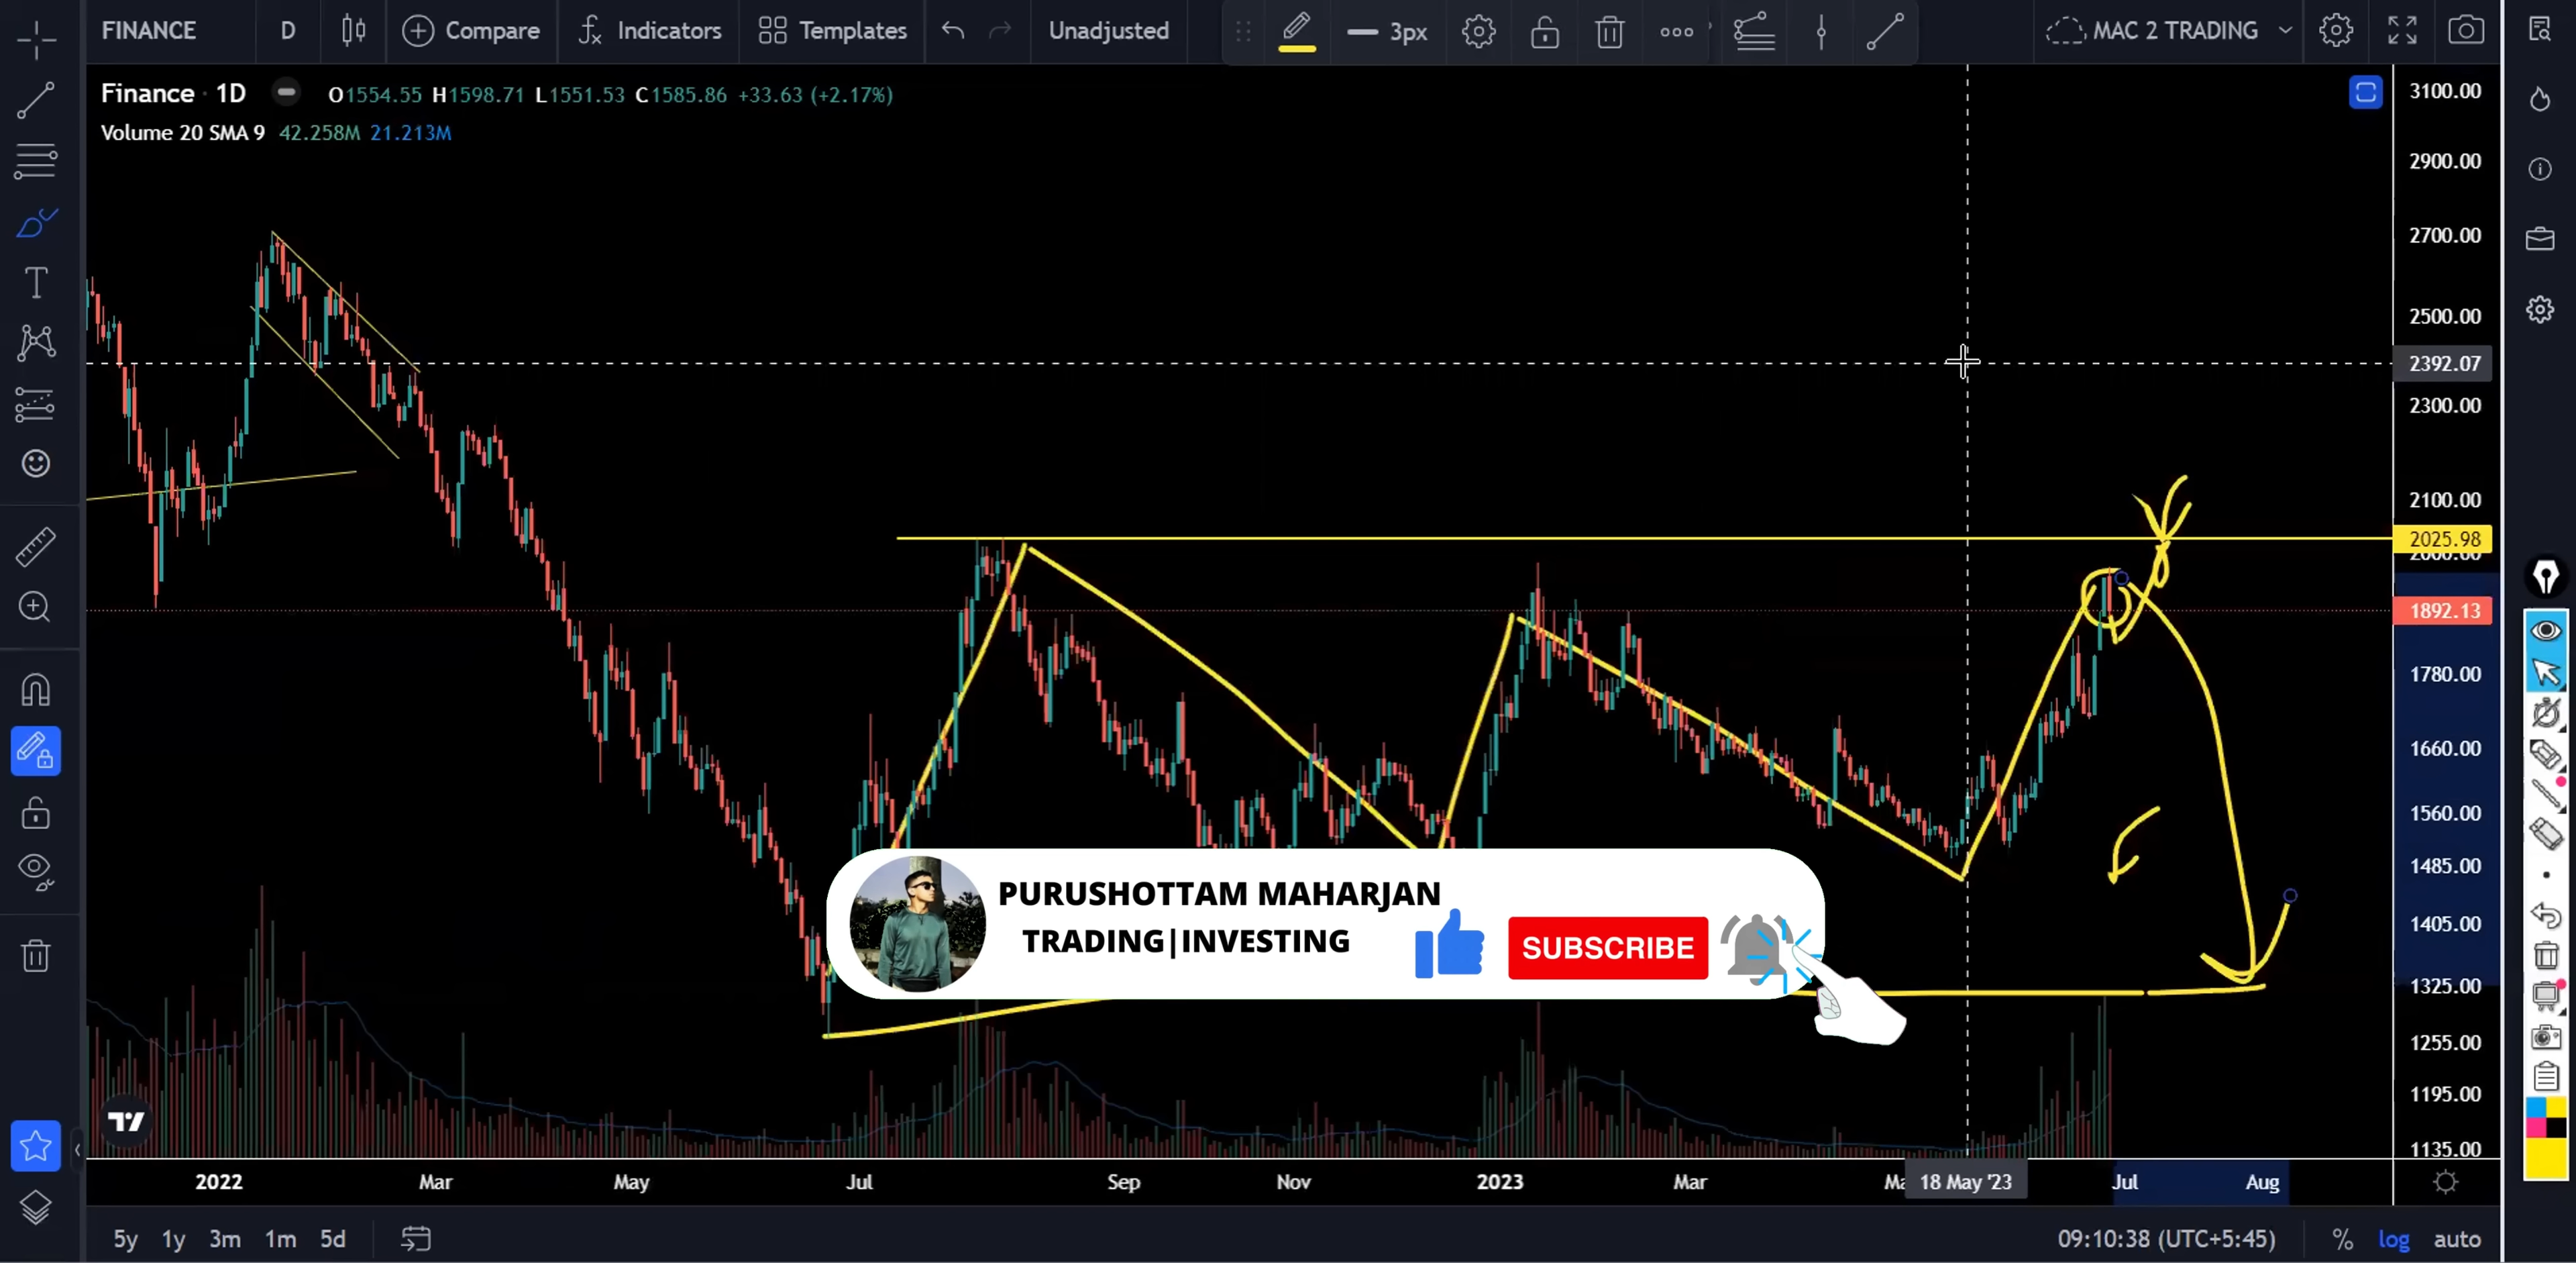 FINANCE D Compare Indicators Templates Unadjusted 3px MAC 2 TRADING
Finance · 1D O1554.55 H1598.71 L1551.53 C1585.86 +33.63 (+2.17%)
Volume 20 SMA 9 42.258M 21.213M
3100.00
2900.00
2700.00
2500.00
2392.07
2300.00
2100.00
2025.98
2000.00
1892.13
1780.00
1660.00
1560.00
1485.00
1405.00
1325.00
1255.00
1195.00
1135.00
PURUSHOTTAM MAHARJAN
TRADING|INVESTING
SUBSCRIBE
2022 Mar May Jul Sep Nov 2023 Mar 18 May '23 Jul Aug
5y 1y 3m 1m 5d 09:10:38 (UTC+5:45) % log auto